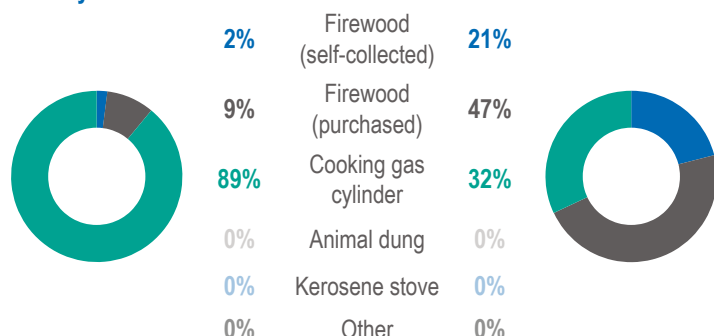 2% Firewood (self-collected) 21%
9% Firewood (purchased) 47%
89% Cooking gas cylinder 32%
0% Animal dung 0%
0% Kerosene stove 0%
0% Other 0%